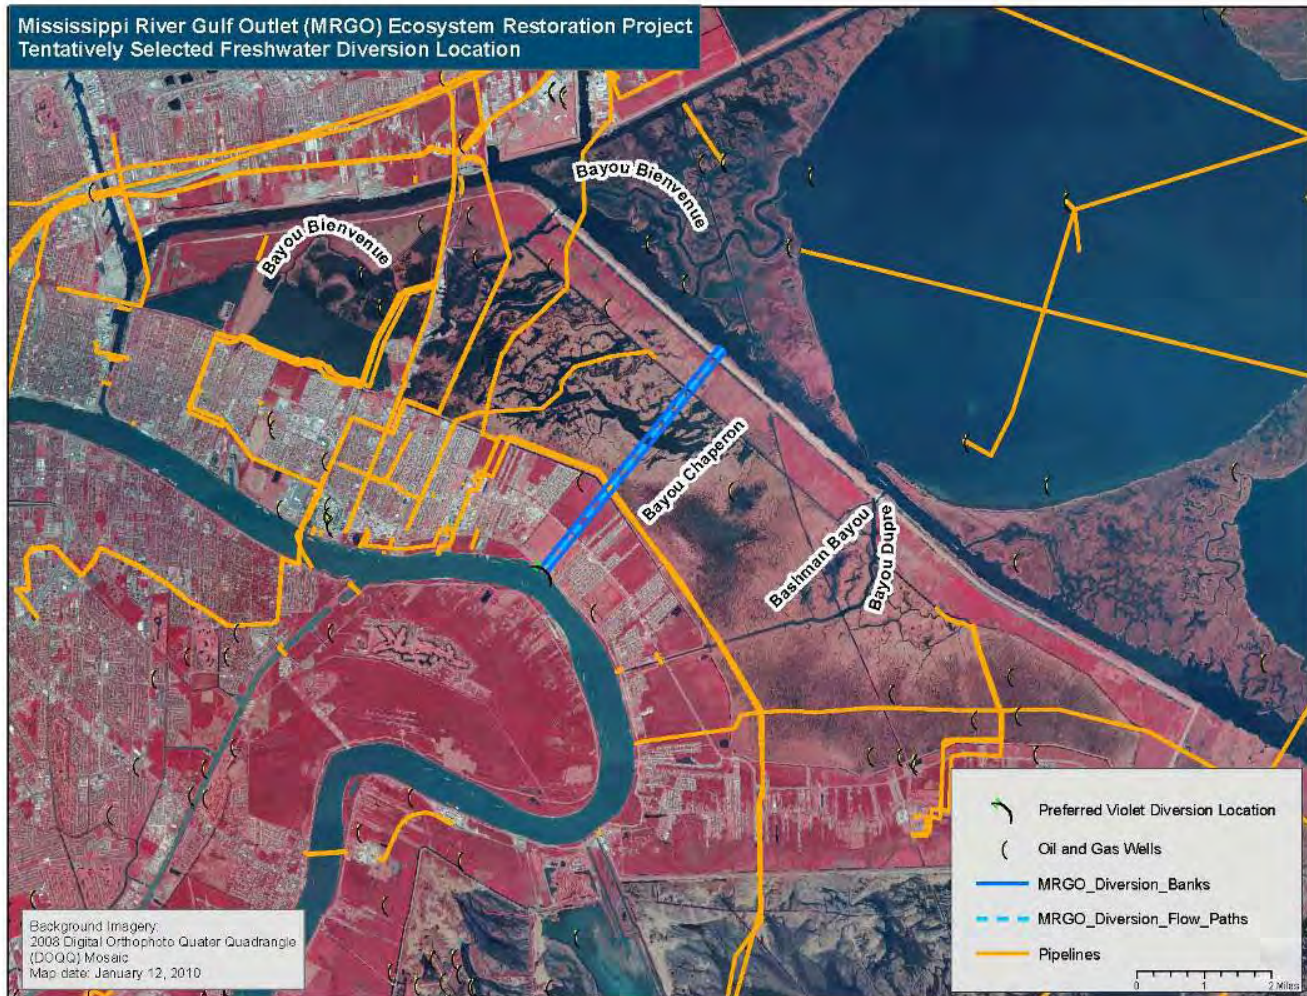 Mississippi River Gulf Outlet (MRGO) Ecosystem Restoration Project
Tentatively Selected Freshwater Diversion Location
Bayou Bienvenue
Bayou Bienvenue
Bayou Chaperon
Bashman Bayou
Bayou Dupre
Preferred Violet Diversion Location
Oil and Gas Wells
MRGO_Diversion_Banks
MRGO_Diversion_Flow_Paths
Pipelines
0 1 2 Miles
Background Imagery:
2008 Digital Orthophoto Quater Quadrangle
(DOQQ) Mosaic
Map date: January 12, 2010